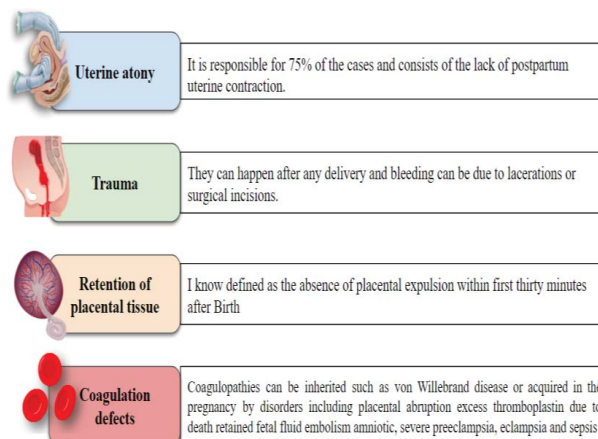 Uterine atony
It is responsible for 75% of the cases and consists of the lack of postpartum
uterine contraction.
Trauma
They can happen after any delivery and bleeding can be due to lacerations or
surgical incisions.
Retention of
placental tissue
I know defined as the absence of placental expulsion within first thirty minutes
after Birth
Coagulation
defects
Coagulopathies can be inherited such as von Willebrand disease or acquired in the
pregnancy by disorders including placental abruption excess thromboplastin due to
death retained fetal fluid embolism amniotic, severe preeclampsia, eclampsia and sepsis